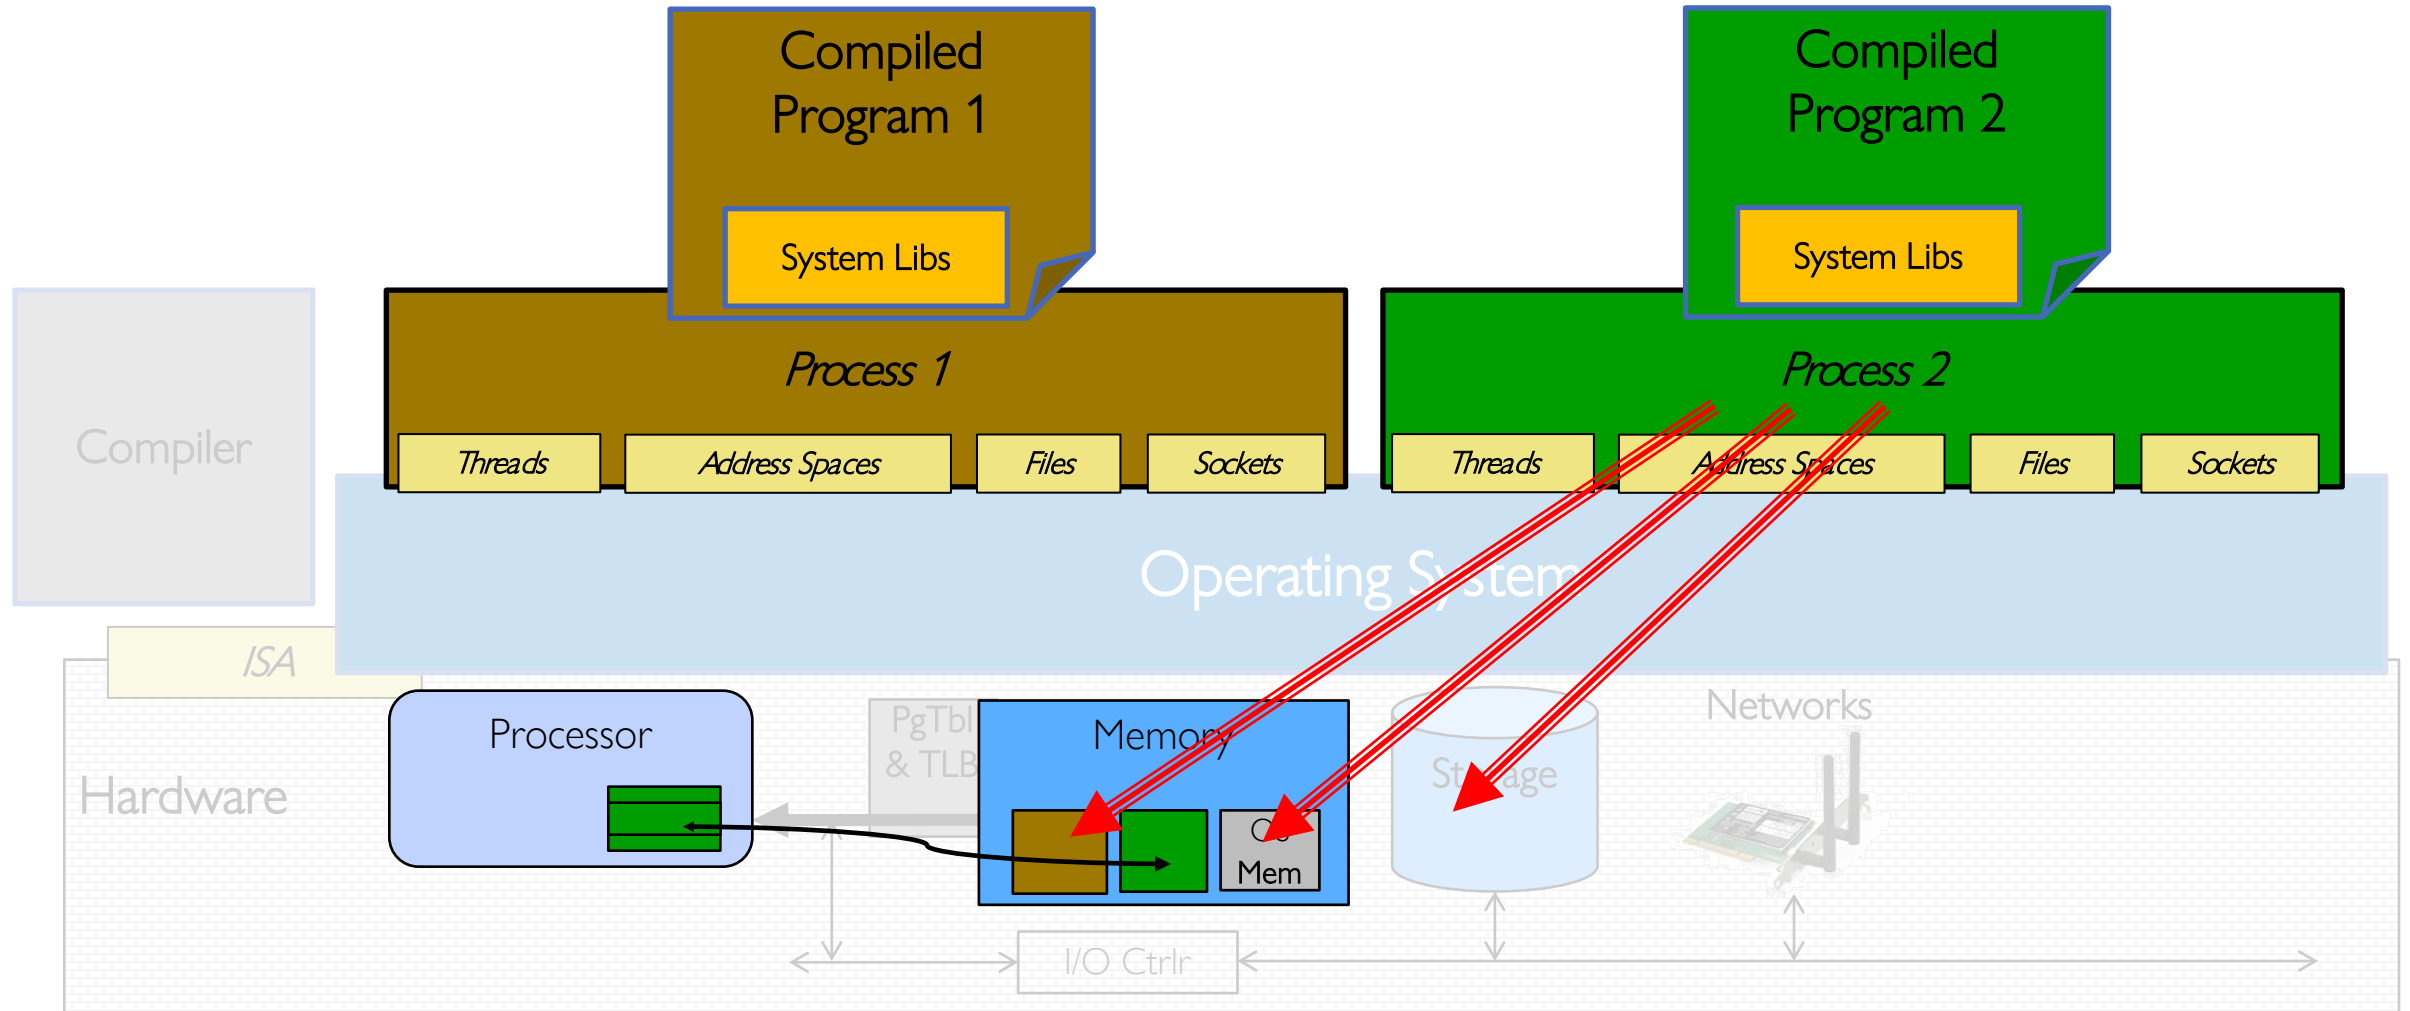 Compiled
Program 1
System Libs
Compiled
Program 2
System Libs
Process 1
Process 2
Compiler
Threads
Address Spaces
Files
Sockets
Threads
Address Spaces
Files
Sockets
Operating System
ISA
Hardware
Processor
PgTbl
& TLB
Memory
Mem
Storage
Networks
I/O Ctrlr